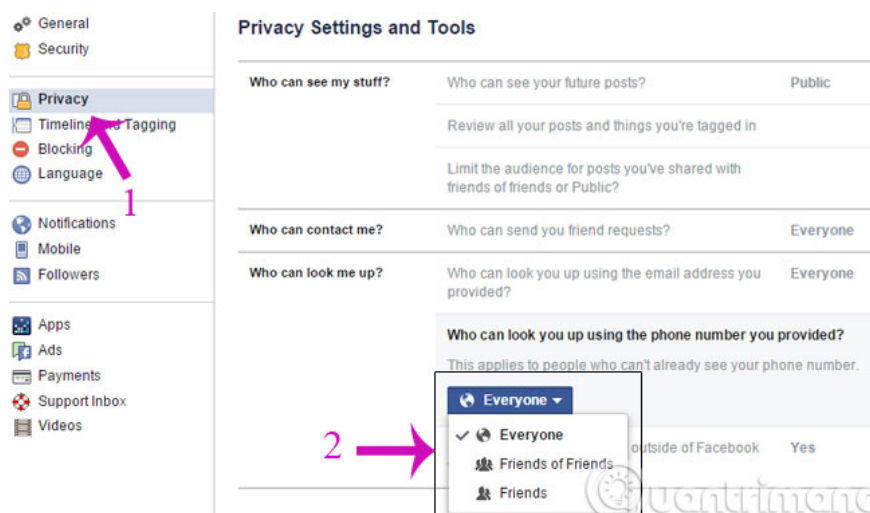 General
Security
Privacy
Timeline and Tagging
Blocking
Language
1
Notifications
Mobile
Followers
Apps
Ads
Payments
Support Inbox
Videos
Privacy Settings and Tools
Who can see my stuff?
Who can see your future posts? Public
Review all your posts and things you're tagged in
Limit the audience for posts you've shared with
friends of friends or Public?
Who can contact me?
Who can send you friend requests? Everyone
Who can look me up?
Who can look you up using the email address you Everyone
provided?
Who can look you up using the phone number you provided?
This applies to people who can't already see your phone number.
Everyone
2
Everyone
outside of Facebook Yes
Friends of Friends
Friends
uantrimang